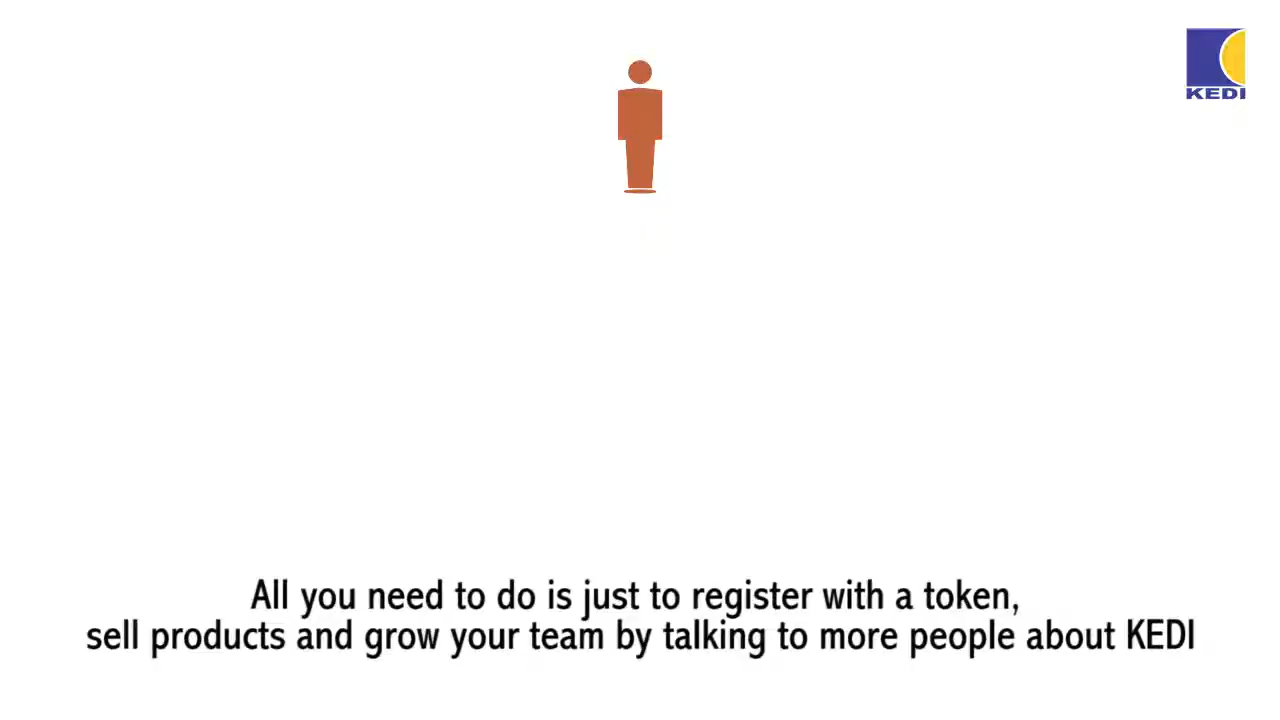 KEDI
All you need to do is just to register with a token,
sell products and grow your team by talking to more people about KEDI